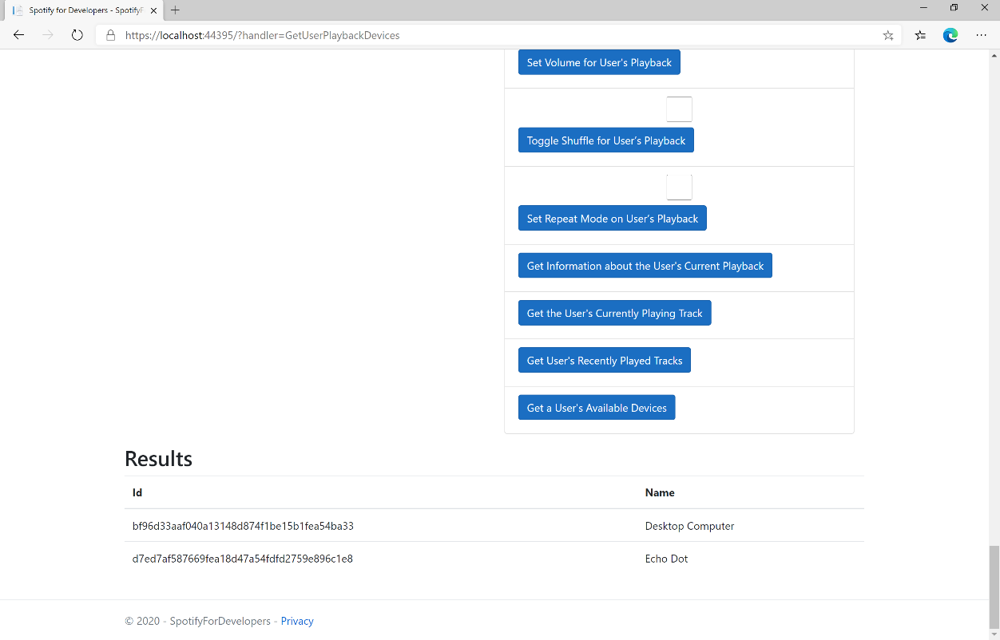 Spotify for Developers - SpotifyF
https://localhost:44395/?handler=GetUserPlaybackDevices
Set Volume for User's Playback
Toggle Shuffle for User's Playback
Set Repeat Mode on User's Playback
Get Information about the User's Current Playback
Get the User's Currently Playing Track
Get User's Recently Played Tracks
Get a User's Available Devices
Results
Id Name
bf96d33aaf040a13148d874f1be15b1fea54ba33 Desktop Computer
d7ed7af587669fea18d47a54fdfd2759e896c1e8 Echo Dot
© 2020 - SpotifyForDevelopers - Privacy